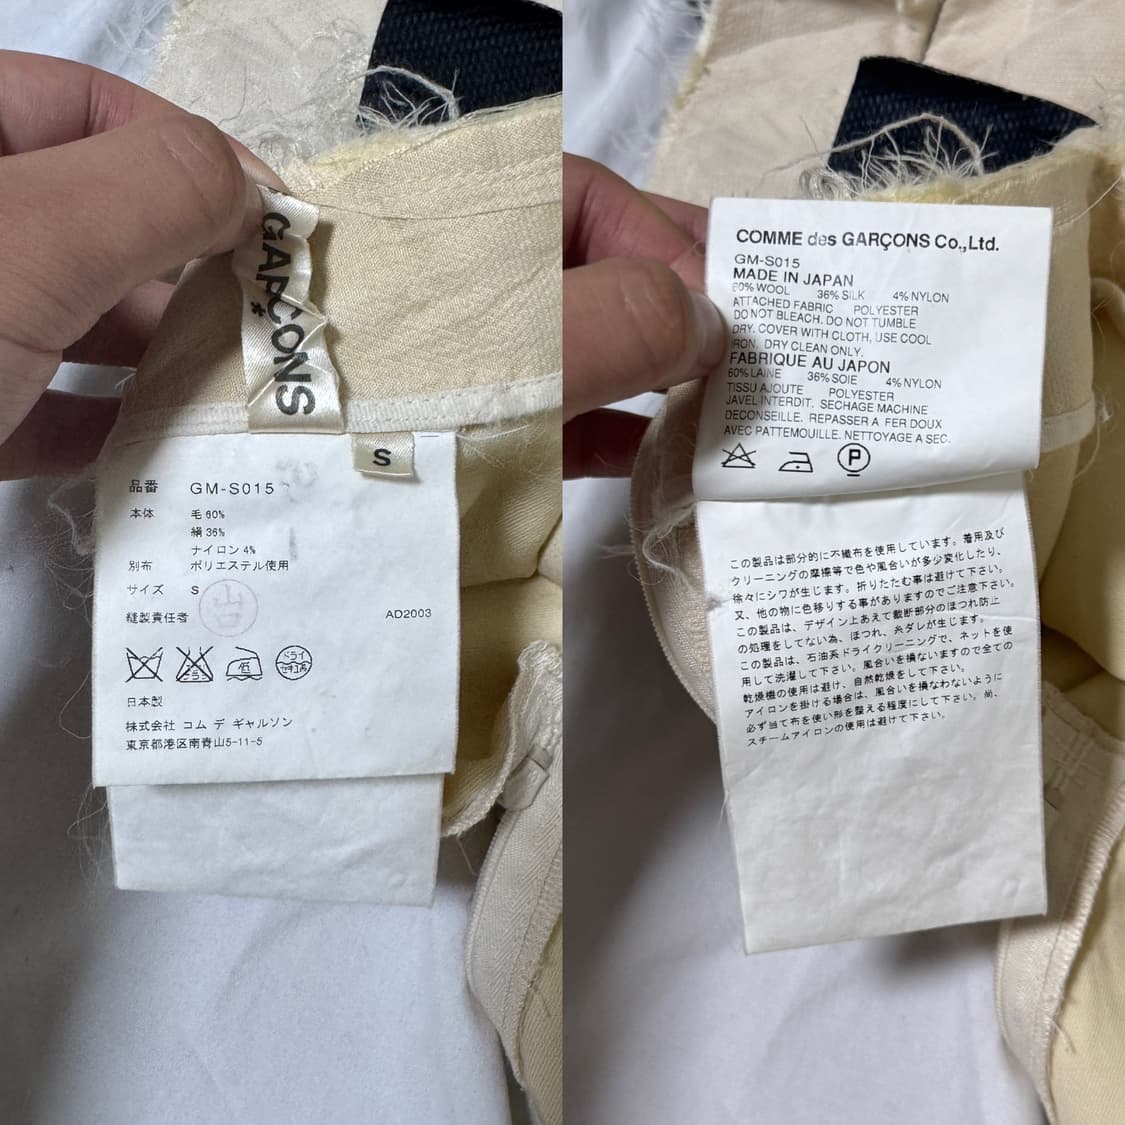 GARÇONS
*
S
品番 GM-S015
本体 毛 60%
絹 36%
ナイロン 4%
別布 ポリエステル使用
サイズ S
山
縫製責任者 AD2003
エンソサラシ
低
ドライ
セキユ系
日本製
株式会社 コム デ ギャルソン
東京都港区南青山5-11-5
COMME des GARÇONS Co.,Ltd.
GM-S015
MADE IN JAPAN
60% WOOL 36% SILK 4% NYLON
ATTACHED FABRIC POLYESTER
DO NOT BLEACH. DO NOT TUMBLE
DRY. COVER WITH CLOTH, USE COOL
IRON. DRY CLEAN ONLY.
FABRIQUE AU JAPON
60% LAINE 36% SOIE 4% NYLON
TISSU AJOUTE POLYESTER
JAVEL INTERDIT. SECHAGE MACHINE
DECONSEILLE. REPASSER A FER DOUX
AVEC PATTEMOUILLE. NETTOYAGE A SEC.
P
この製品は部分的に不織布を使用しています。着用及び
クリーニングの摩擦等で色や風合いが多少変化したり、
徐々にシワが生じます。折りたたむ事は避けて下さい。
又、他の物に色移りする事がありますのでご注意下さい。
この製品は、デザイン上あえて裁断部分のほつれ防止
の処理をしてない為、ほつれ、糸ダレが生じます。
この製品は、石油系ドライクリーニングで、ネットを使
用して洗濯して下さい。風合いを損ないますので全ての
乾燥機の使用は避け、自然乾燥をして下さい。
アイロンを掛ける場合は、風合いを損なわないように
必ず当て布を使い形を整える程度にして下さい。尚、
スチームアイロンの使用は避けて下さい。